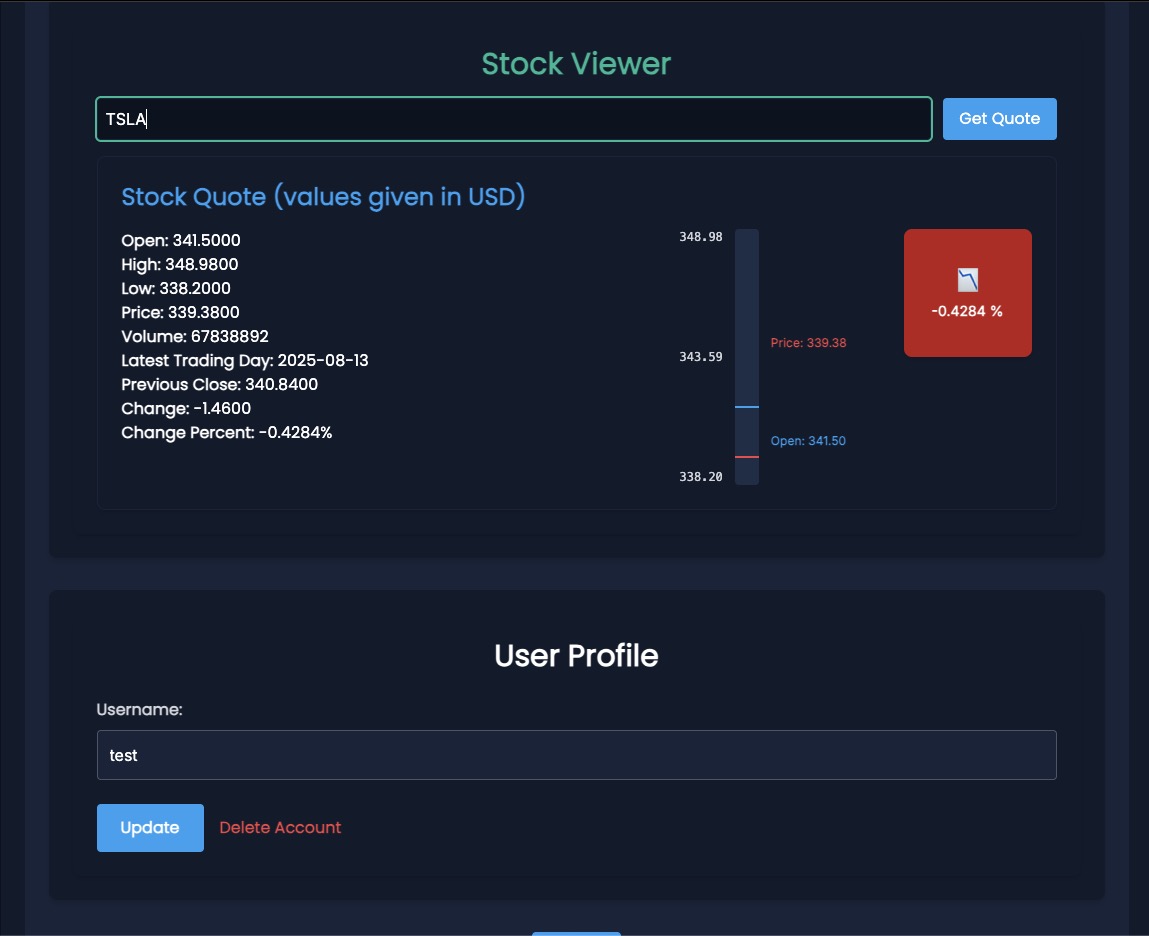 Stock Viewer
TSLA
Get Quote
Stock Quote (values given in USD)
Open: 341.5000
High: 348.9800
Low: 338.2000
Price: 339.3800
Volume: 67838892
Latest Trading Day: 2025-08-13
Previous Close: 340.8400
Change: -1.4600
Change Percent: -0.4284%
348.98
343.59
338.20
Price: 339.38
Open: 341.50
-0.4284 %
User Profile
Username:
test
Update
Delete Account